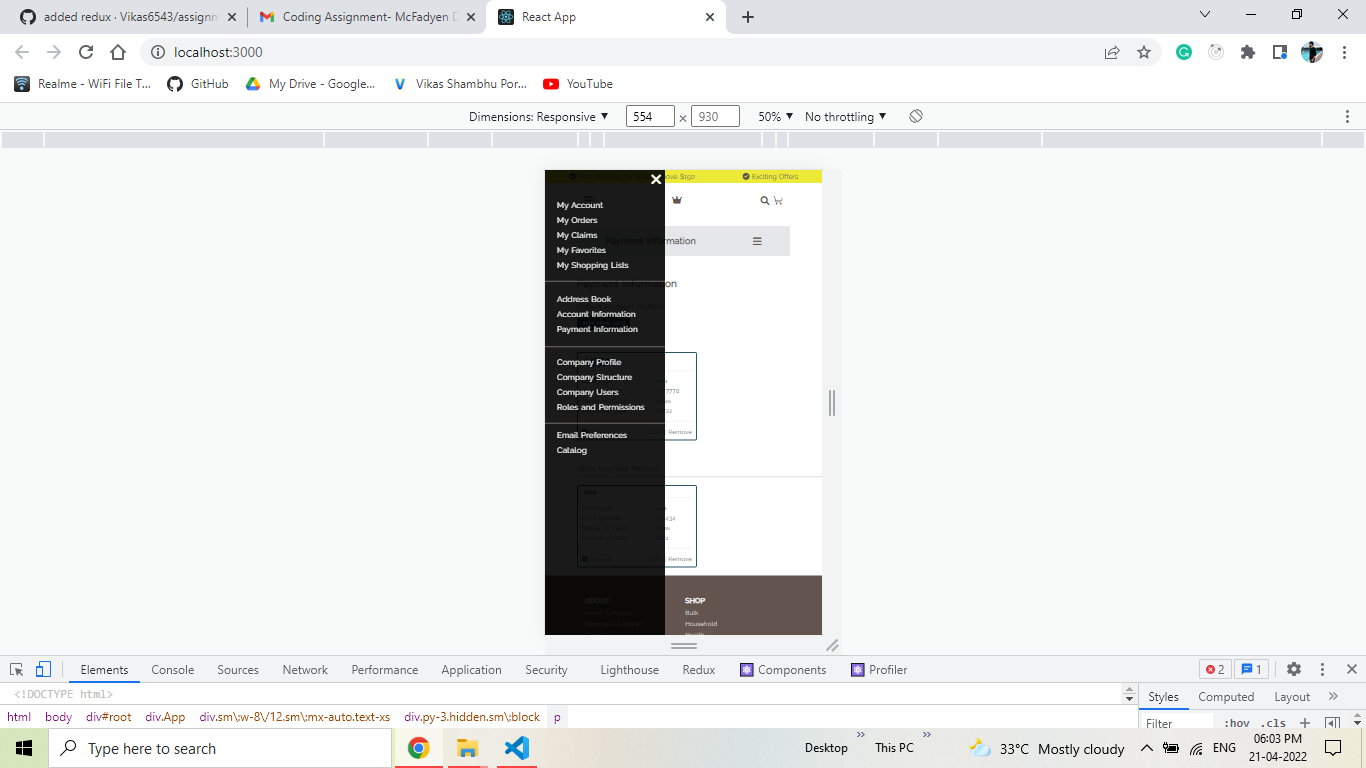 added redux · Vikas6543/assignm
Coding Assignment- McFadyen D
React App
localhost:3000
Realme - WiFi File T...
GitHub
My Drive - Google...
Vikas Shambhu Por...
YouTube
Dimensions: Responsive
554 × 930
50%
No throttling
$150
Exciting Offers
My Account
My Orders
My Claims
My Favorites
My Shopping Lists
Payment Information
Payment Information
Address Book
Account Information
Payment Information
Company Profile
Company Structure
Company Users
Roles and Permissions
Remove
Email Preferences
Catalog
Remove
ABOUT
SHOP
Bulk
Household
Health
Elements
Console
Sources
Network
Performance
Application
Security
Lighthouse
Redux
Components
Profiler
2
1
<!DOCTYPE html>
Styles
Computed
Layout
html
body
div#root
div.App
div.sm\:w-8\/12.sm\:mx-auto.text-xs
div.py-3.hidden.sm\:block
p
Filter
:hov
.cls
Type here to search
Desktop
This PC
33°C Mostly cloudy
ENG
06:03 PM
21-04-2022